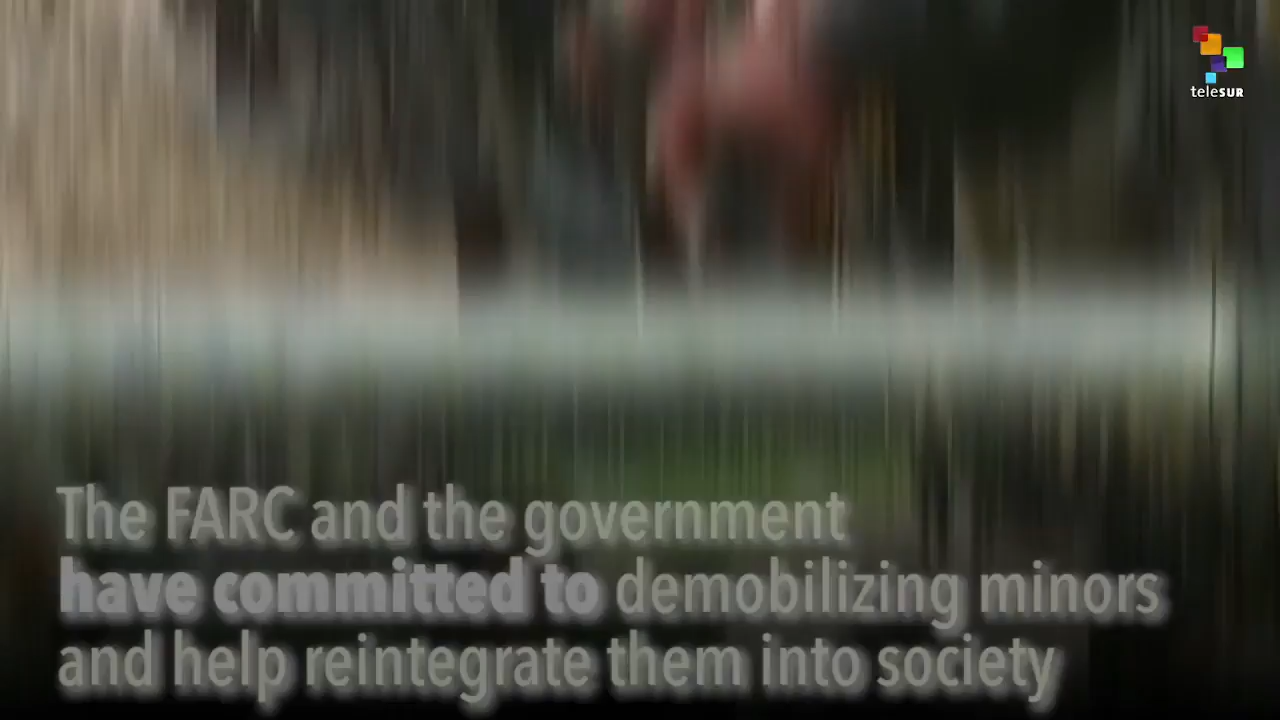 teleSUR
The FARC and the government
have committed to demobilizing minors
and help reintegrate them into society